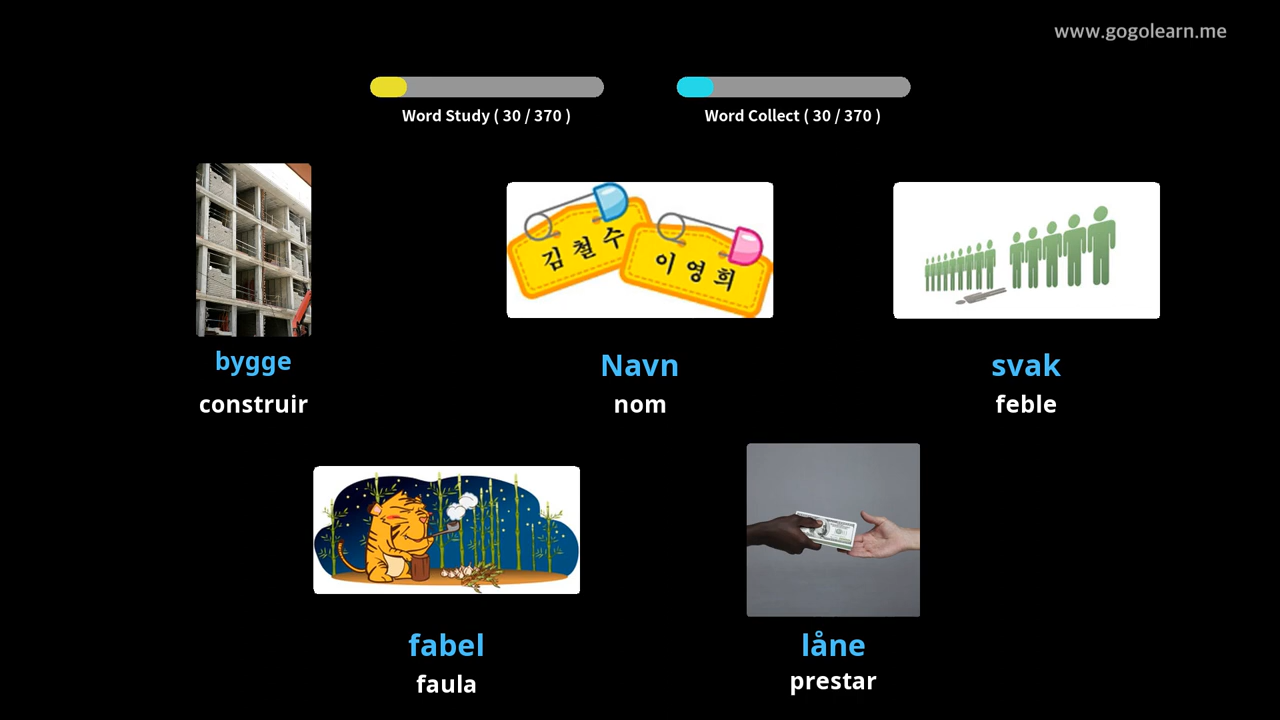 www.gogolearn.me
Word Study ( 30 / 370 )
Word Collect ( 30 / 370 )
김철수
이영희
bygge
construir
Navn
nom
svak
feble
fabel
faula
låne
prestar